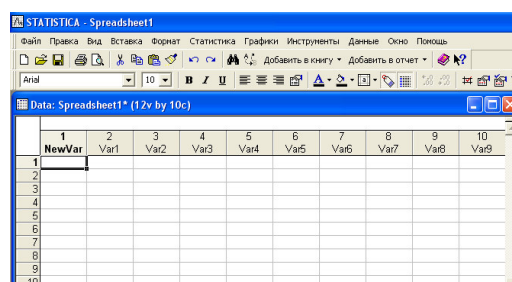 STATISTICA - Spreadsheet1
Файл Правка Вид Вставка Формат Статистика Графики Инструменты Данные Окно Помощь
Добавить в книгу Добавить в отчет
Arial 10 B I U
Data: Spreadsheet1* (12v by 10c)
1 2 3 4 5 6 7 8 9 10
NewVar Var1 Var2 Var3 Var4 Var5 Var6 Var7 Var8 Var9
1
2
3
4
5
6
7
8
9
10